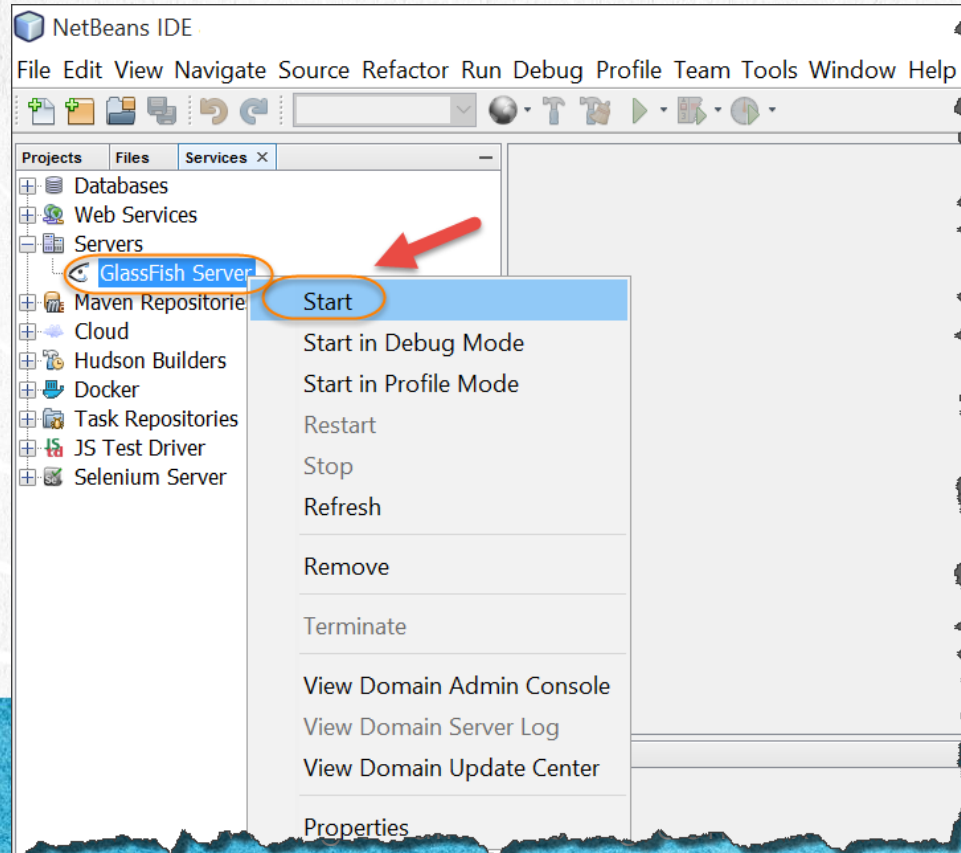 NetBeans IDE
File Edit View Navigate Source Refactor Run Debug Profile Team Tools Window Help
Projects Files Services
Databases
Web Services
Servers
GlassFish Server
Maven Repositorie
Cloud
Hudson Builders
Docker
Task Repositories
JS Test Driver
Selenium Server
Start
Start in Debug Mode
Start in Profile Mode
Restart
Stop
Refresh
Remove
Terminate
View Domain Admin Console
View Domain Server Log
View Domain Update Center
Properties